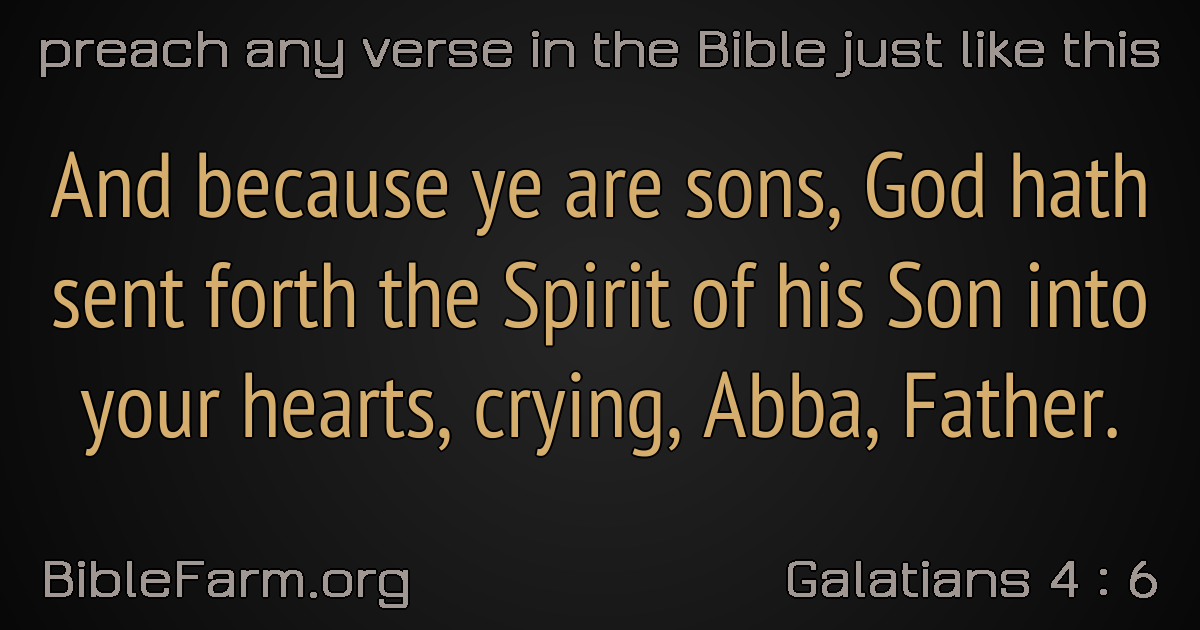 preach any verse in the Bible just like this
And because ye are sons, God hath
sent forth the Spirit of his Son into
your hearts, crying, Abba, Father.
BibleFarm.org
Galatians 4 : 6